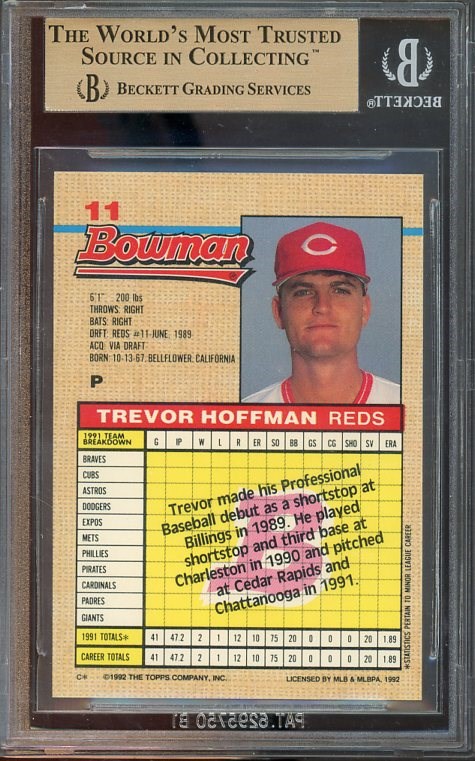 THE WORLD'S MOST TRUSTED
SOURCE IN COLLECTING™
B BECKETT GRADING SERVICES
B
BECKETT®
11
Bowman®
6'1" 200 lbs
THROWS: RIGHT
BATS: RIGHT
DRFT: REDS #11-JUNE, 1989
ACQ: VIA DRAFT
BORN: 10-13-67, BELLFLOWER, CALIFORNIA
P
C
TREVOR HOFFMAN REDS
1991 TEAM BREAKDOWN G IP W L R ER SO BB GS CG SHO SV ERA
BRAVES
CUBS
ASTROS
DODGERS
EXPOS
METS
PHILLIES
PIRATES
CARDINALS
PADRES
GIANTS
B
Trevor made his Professional
Baseball debut as a shortstop at
Billings in 1989. He played
shortstop and third base at
Charleston in 1990 and pitched
at Cedar Rapids and
Chattanooga in 1991.
1991 TOTALS* 41 47.2 2 1 12 10 75 20 0 0 0 20 1.89
CAREER TOTALS 41 47.2 2 1 12 10 75 20 0 0 0 20 1.89
*STATISTICS PERTAIN TO MINOR LEAGUE CAREER
C* ©1992 THE TOPPS COMPANY, INC. LICENSED BY MLB & MLBPA, 1992
PAT.6295750 B1